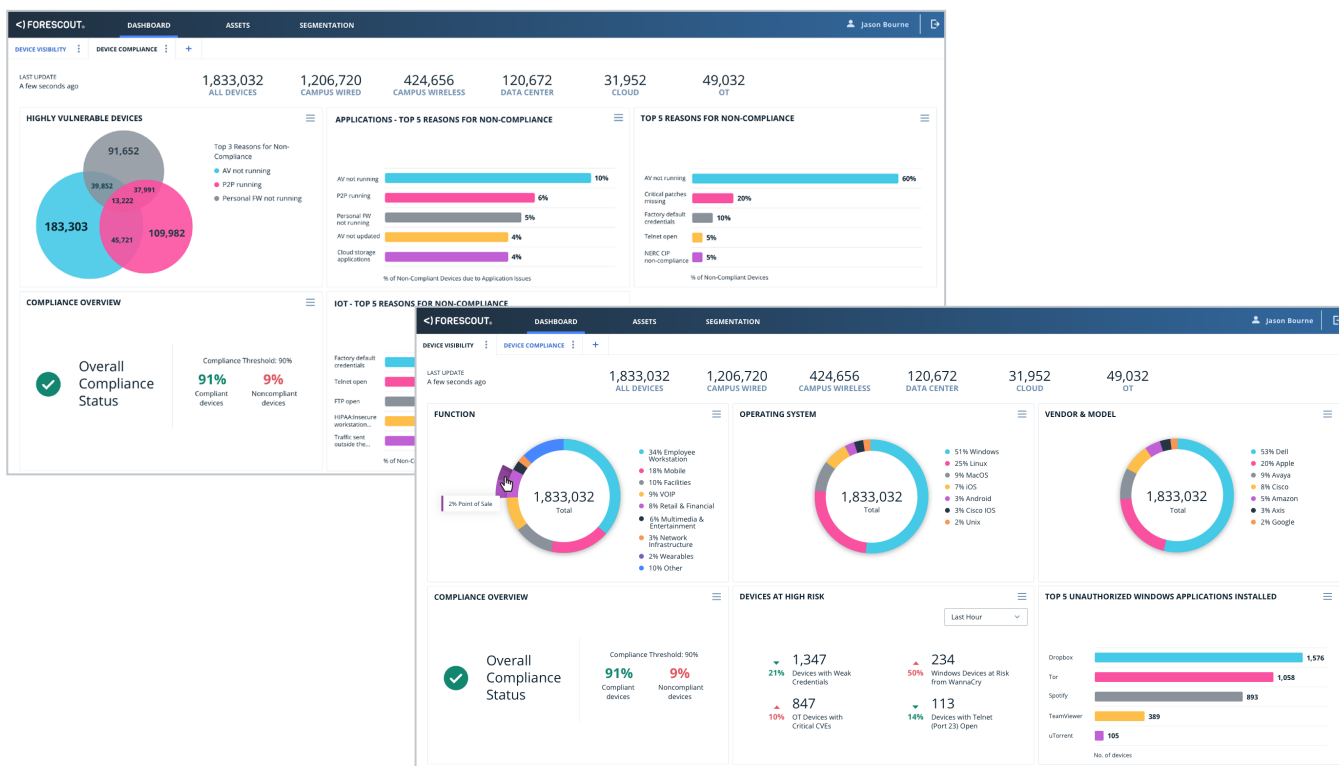 <) FORESCOUT.
DASHBOARD
ASSETS
SEGMENTATION
Jason Bourne
DEVICE VISIBILITY
DEVICE COMPLIANCE
+
LAST UPDATE
A few seconds ago
1,833,032
ALL DEVICES
1,206,720
CAMPUS WIRED
424,656
CAMPUS WIRELESS
120,672
DATA CENTER
31,952
CLOUD
49,032
OT
HIGHLY VULNERABLE DEVICES
91,652
39,852
37,991
13,222
183,303
109,982
45,721
Top 3 Reasons for Non-
Compliance
AV not running
P2P running
Personal FW not running
APPLICATIONS - TOP 5 REASONS FOR NON-COMPLIANCE
AV not running
10%
P2P running
6%
Personal FW
not running
5%
AV not updated
4%
Cloud storage
applications
4%
% of Non-Compliant Devices due to Application Issues
TOP 5 REASONS FOR NON-COMPLIANCE
AV not running
60%
Critical patches
missing
20%
Factory default
credentials
10%
Telnet open
5%
NERC CIP
non-compliance
5%
% of Non-Compliant Devices
COMPLIANCE OVERVIEW
Overall
Compliance
Status
Compliance Threshold: 90%
91%
Compliant
devices
9%
Noncompliant
devices
IOT - TOP 5 REASONS FOR NON-COMPLIANCE
Factory default
credentials
Telnet open
FTP open
HIPAA:Insecure
workstation...
Traffic sent
outside the...
% of Non-C
<) FORESCOUT.
DASHBOARD
ASSETS
SEGMENTATION
Jason Bourne
DEVICE VISIBILITY
DEVICE COMPLIANCE
+
LAST UPDATE
A few seconds ago
1,833,032
ALL DEVICES
1,206,720
CAMPUS WIRED
424,656
CAMPUS WIRELESS
120,672
DATA CENTER
31,952
CLOUD
49,032
OT
FUNCTION
2% Point of Sale
1,833,032
Total
34% Employee
Workstation
18% Mobile
10% Facilities
9% VOIP
8% Retail & Financial
6% Multimedia &
Entertainment
3% Network
Infrastructure
2% Wearables
10% Other
OPERATING SYSTEM
1,833,032
Total
51% Windows
25% Linux
9% MacOS
7% iOS
3% Android
3% Cisco IOS
2% Unix
VENDOR & MODEL
1,833,032
Total
53% Dell
20% Apple
9% Avaya
8% Cisco
5% Amazon
3% Axis
2% Google
COMPLIANCE OVERVIEW
Overall
Compliance
Status
Compliance Threshold: 90%
91%
Compliant
devices
9%
Noncompliant
devices
DEVICES AT HIGH RISK
Last Hour
21%
1,347
Devices with Weak
Credentials
50%
234
Windows Devices at Risk
from WannaCry
10%
847
OT Devices with
Critical CVEs
14%
113
Devices with Telnet
(Port 23) Open
TOP 5 UNAUTHORIZED WINDOWS APPLICATIONS INSTALLED
Dropbox
1,576
Tor
1,058
Spotify
893
TeamViewer
389
uTorrent
105
No. of devices